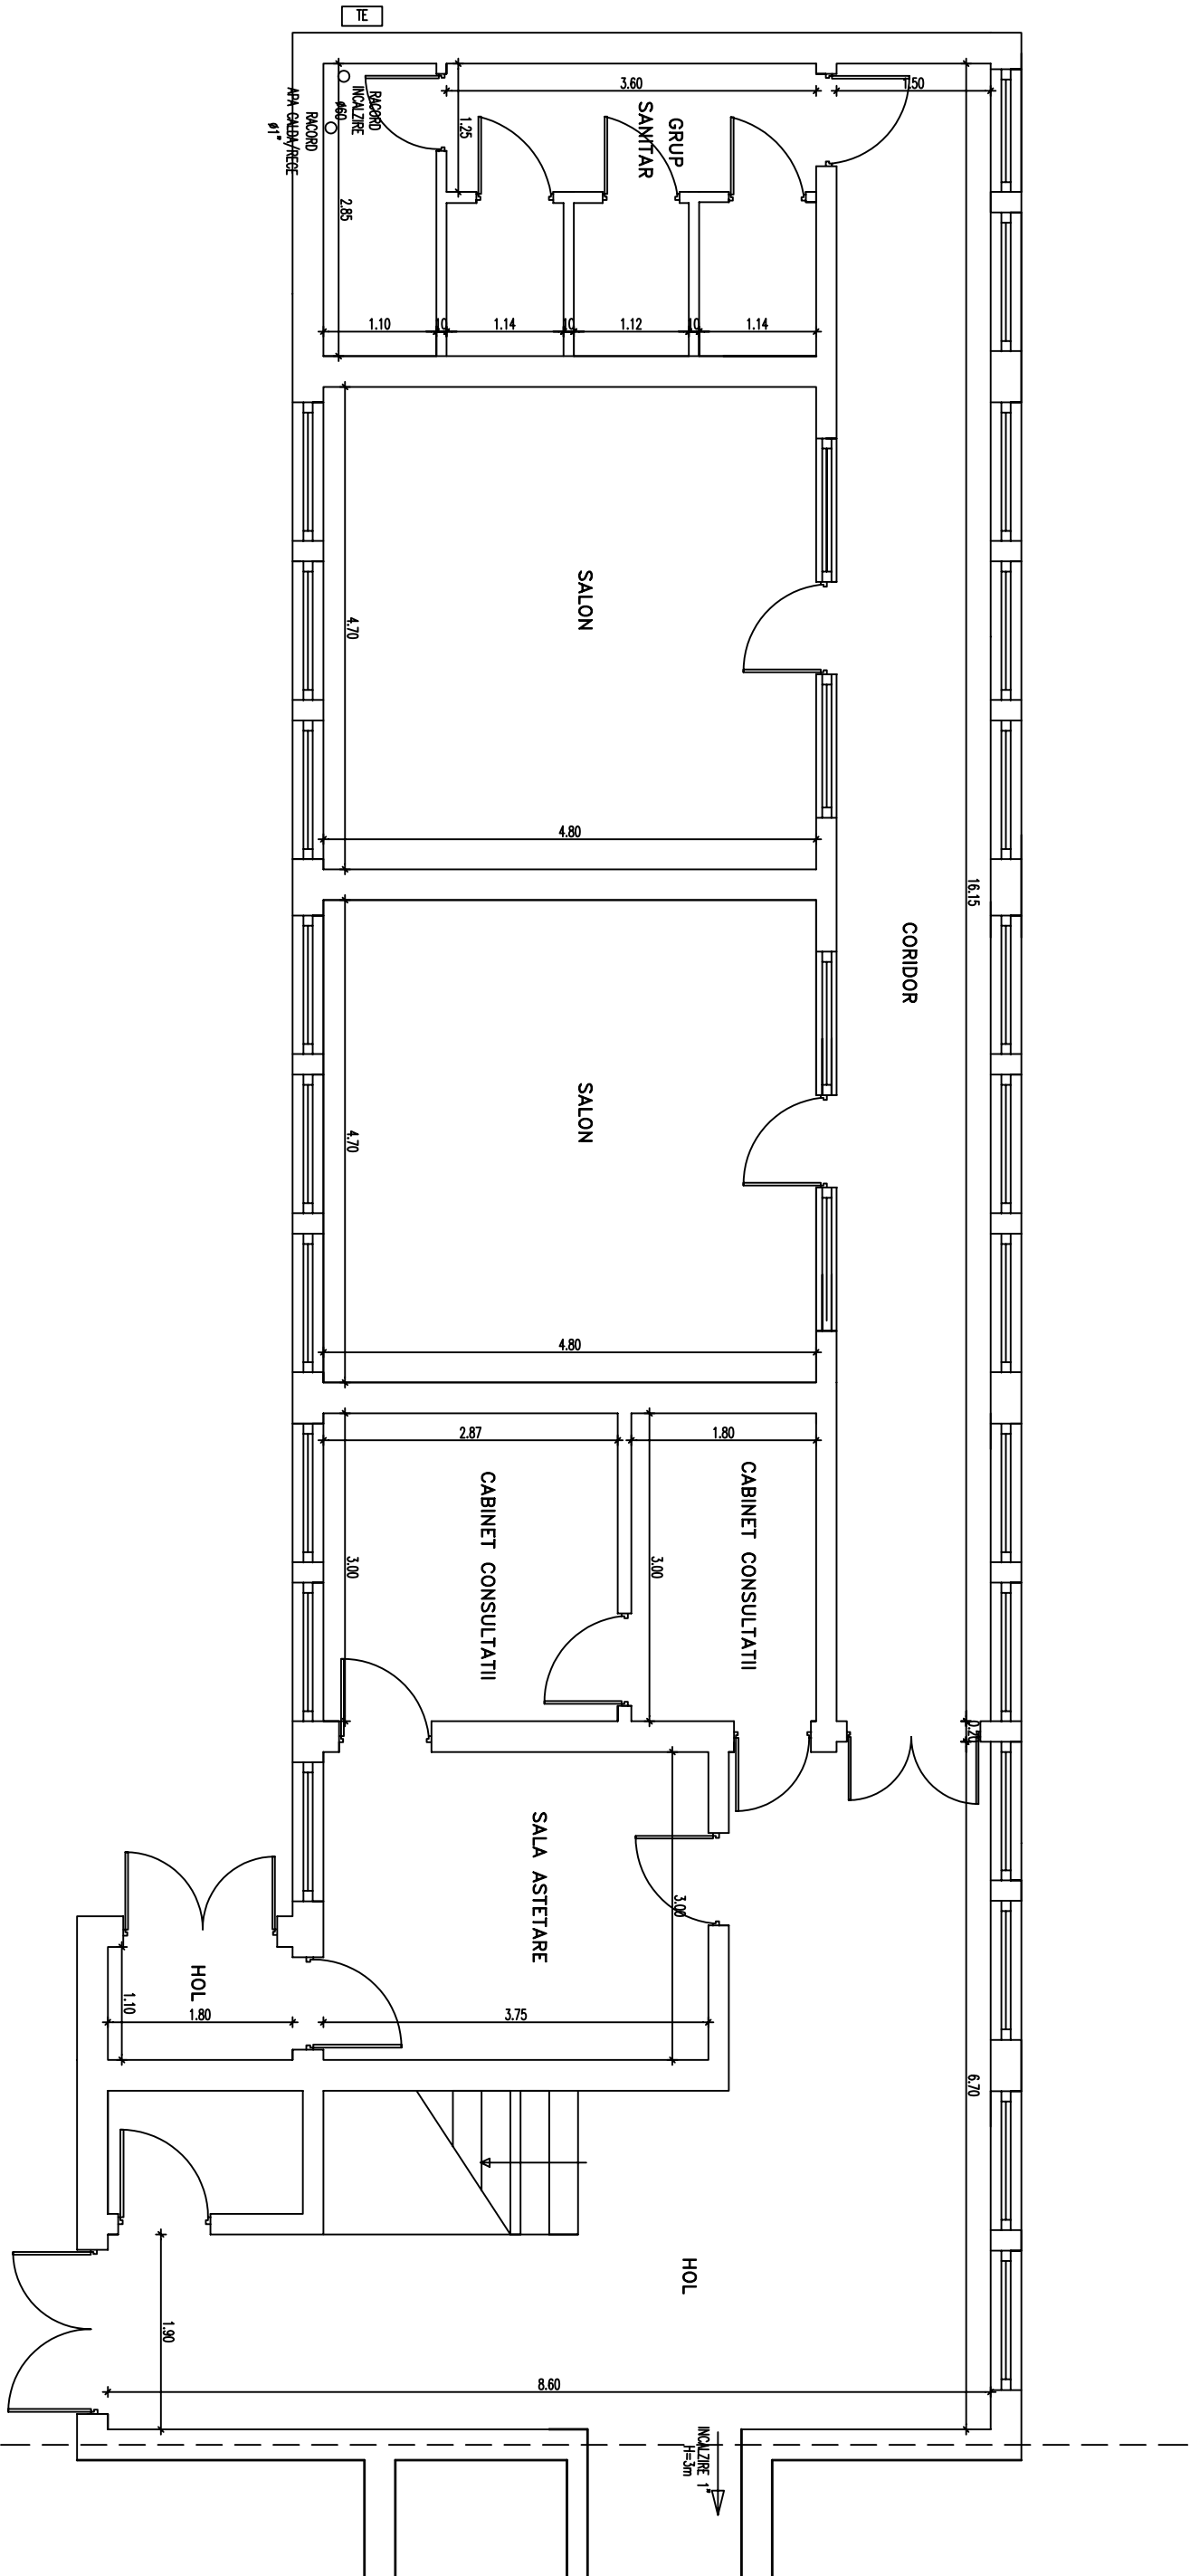 TE
RACORD
INCALZIRE
ø60
RACORD
APA CALDA/RECE
ø1"
3.60
1.50
1.25
GRUP
SANITAR
2.85
1.10
10
1.14
10
1.12
10
1.14
SALON
4.70
4.80
16.15
CORIDOR
SALON
4.70
4.80
2.87
1.80
CABINET CONSULTATII
CABINET CONSULTATII
3.00
3.00
0.20
SALA ASTETARE
3.00
HOL
1.10
1.80
3.75
6.70
HOL
1.90
8.60
INCALZIRE 1"
H=3m